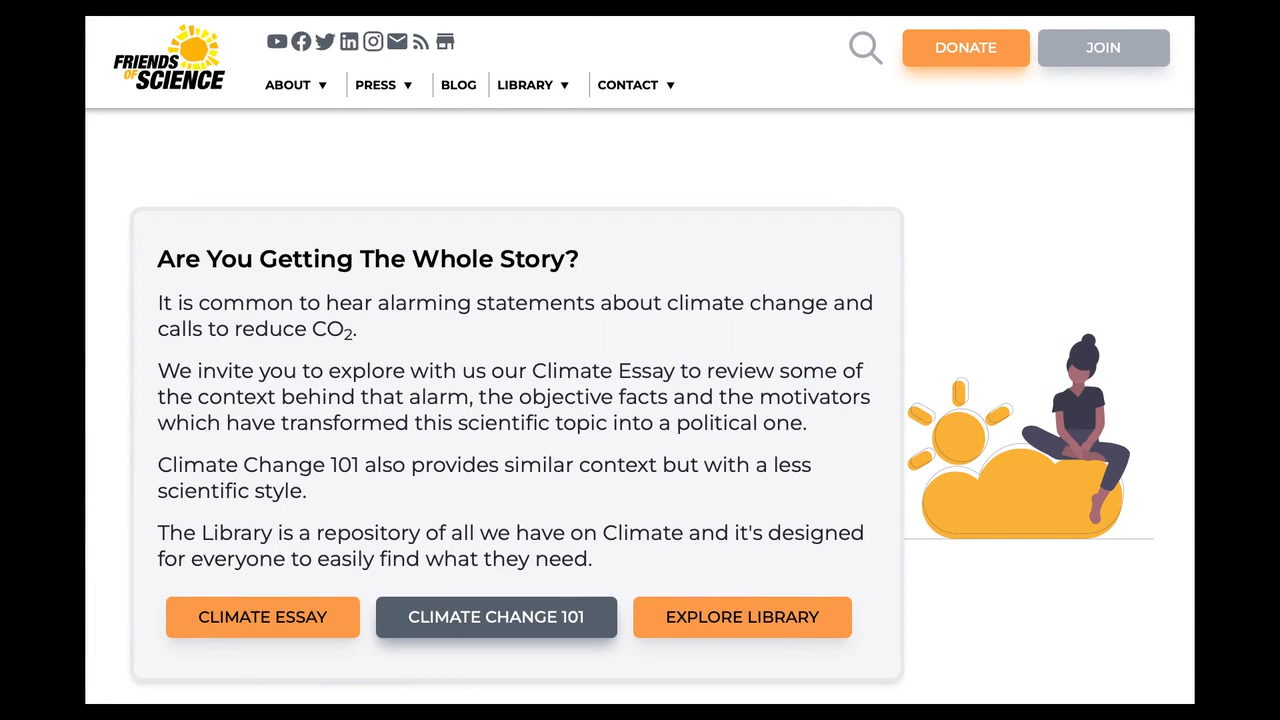 FRIENDS
OF
SCIENCE
DONATE
JOIN
ABOUT ▼
PRESS ▼
BLOG
LIBRARY ▼
CONTACT ▼
Are You Getting The Whole Story?
It is common to hear alarming statements about climate change and
calls to reduce CO₂.
We invite you to explore with us our Climate Essay to review some of
the context behind that alarm, the objective facts and the motivators
which have transformed this scientific topic into a political one.
Climate Change 101 also provides similar context but with a less
scientific style.
The Library is a repository of all we have on Climate and it's designed
for everyone to easily find what they need.
CLIMATE ESSAY
CLIMATE CHANGE 101
EXPLORE LIBRARY